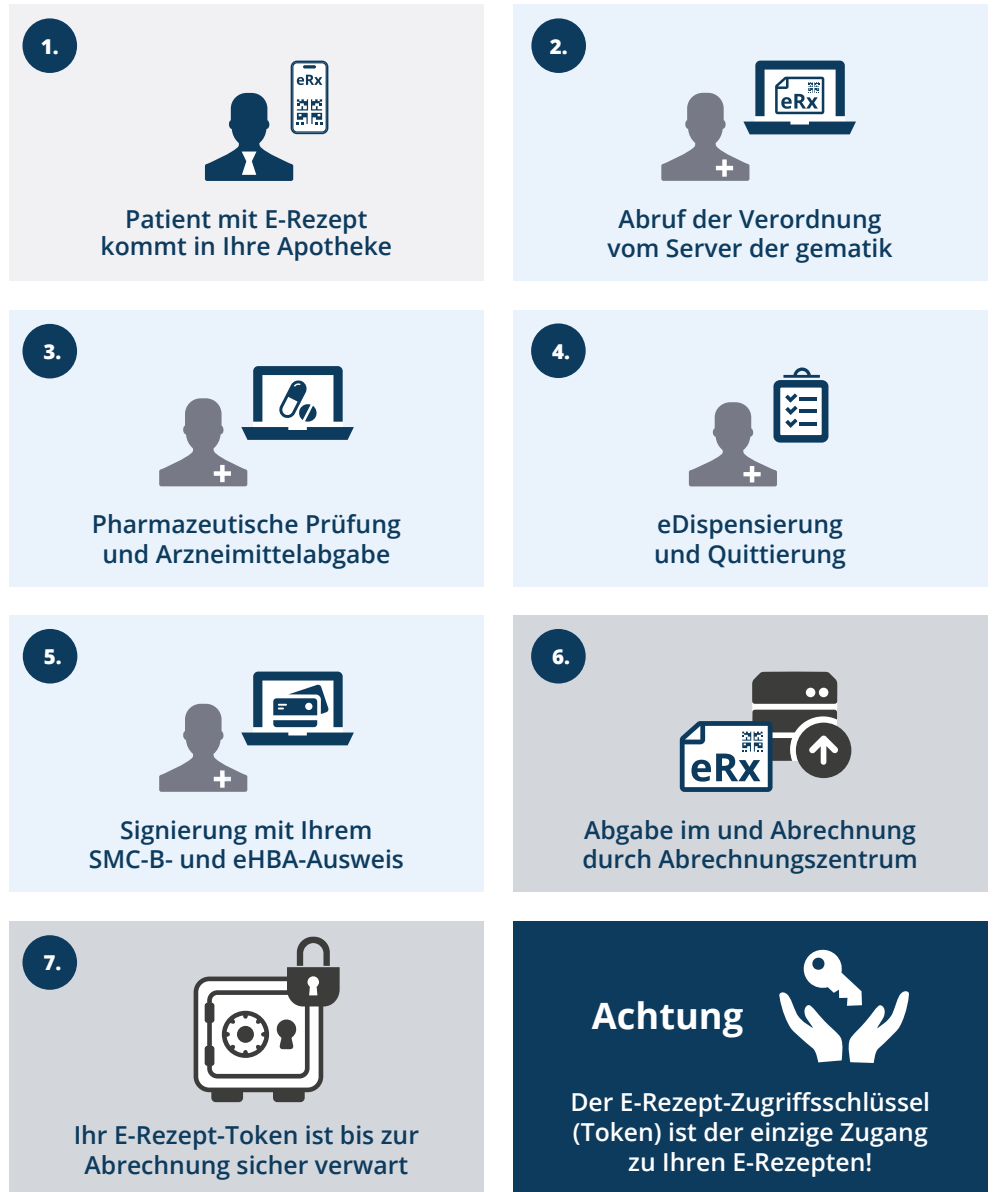 1.
eRx
Patient mit E-Rezept
kommt in Ihre Apotheke
2.
eRx
Abruf der Verordnung
vom Server der gematik
3.
Pharmazeutische Prüfung
und Arzneimittelabgabe
4.
eDispensierung
und Quittierung
5.
Signierung mit Ihrem
SMC-B- und eHBA-Ausweis
6.
eRx
Abgabe im und Abrechnung
durch Abrechnungszentrum
7.
Ihr E-Rezept-Token ist bis zur
Abrechnung sicher verwart
Achtung
Der E-Rezept-Zugriffsschlüssel
(Token) ist der einzige Zugang
zu Ihren E-Rezepten!